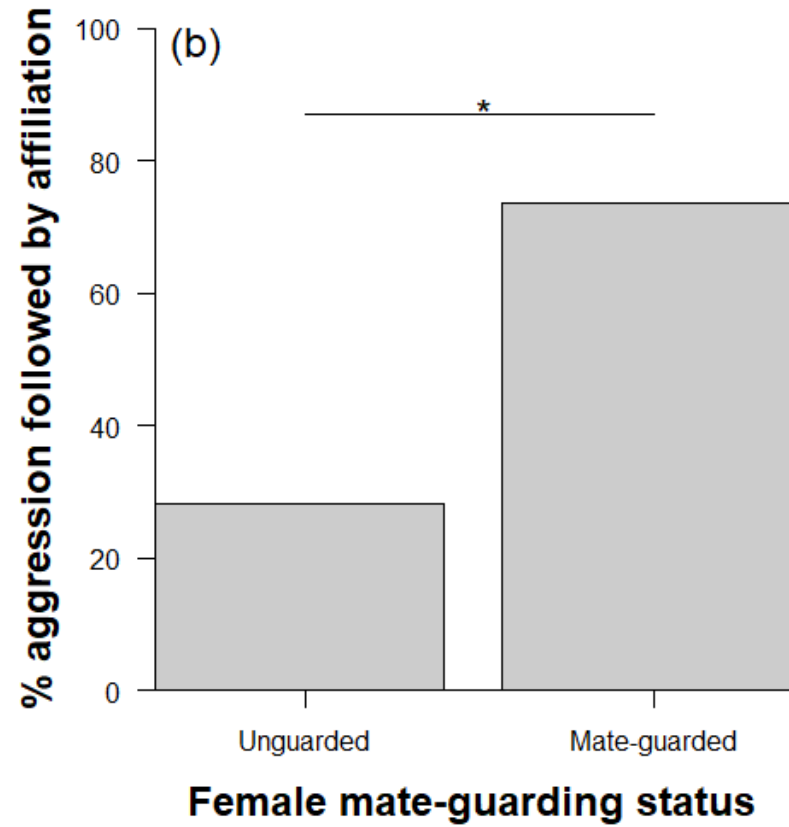 (b)
*
% aggression followed by affiliation
100
80
60
40
20
0
Unguarded Mate-guarded
Female mate-guarding status